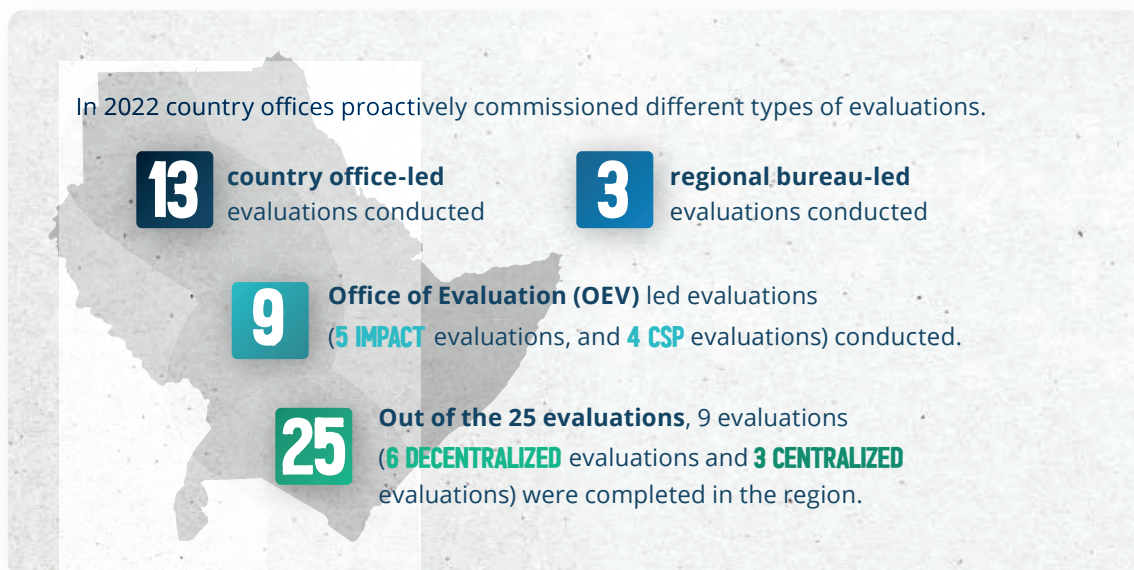 In 2022 country offices proactively commissioned different types of evaluations.
13 country office-led
evaluations conducted
3 regional bureau-led
evaluations conducted
9 Office of Evaluation (OEV) led evaluations
(5 IMPACT evaluations, and 4 CSP evaluations) conducted.
25 Out of the 25 evaluations, 9 evaluations
(6 DECENTRALIZED evaluations and 3 CENTRALIZED
evaluations) were completed in the region.